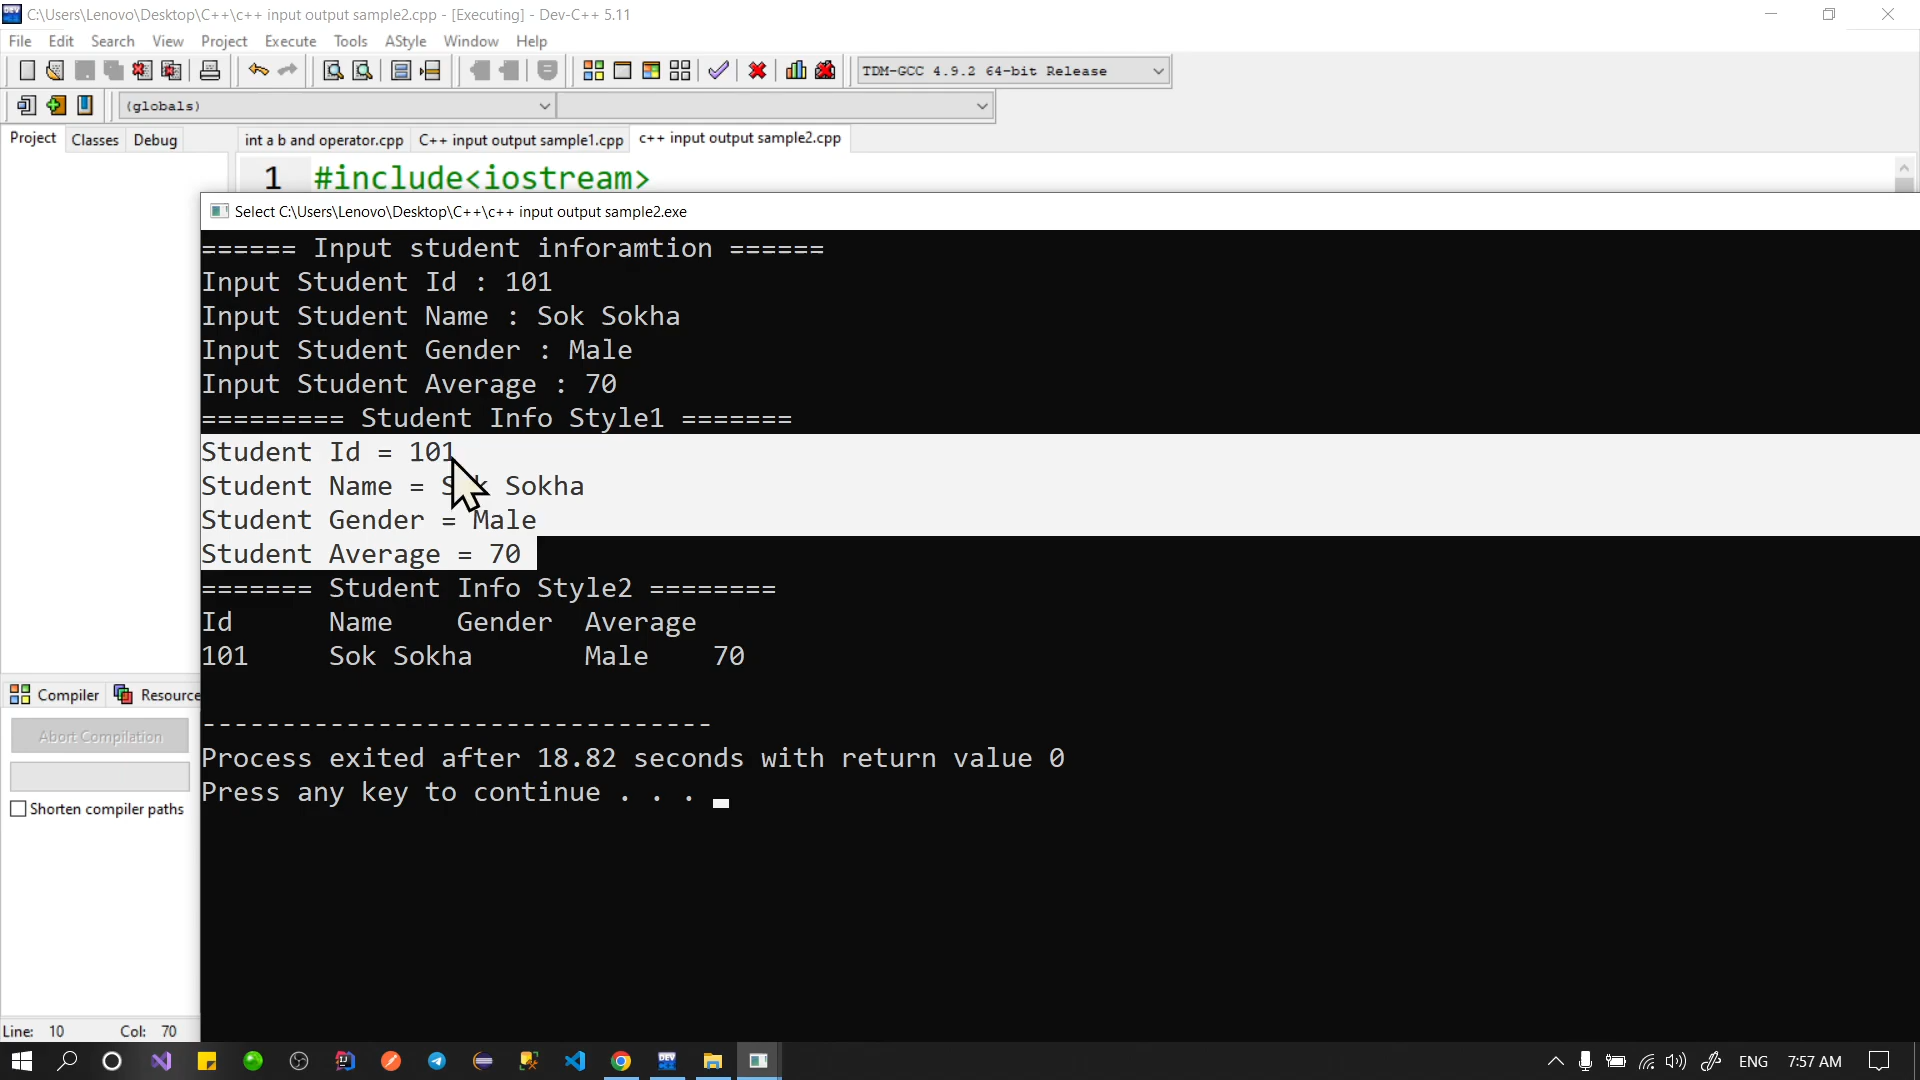 C:\Users\Lenovo\Desktop\C++\c++ input output sample2.cpp - [Executing] - Dev-C++ 5.11
File Edit Search View Project Execute Tools AStyle Window Help
TDM-GCC 4.9.2 64-bit Release
(globals)
Project Classes Debug int a b and operator.cpp C++ input output sample1.cpp c++ input output sample2.cpp
1 #include<iostream>
Select C:\Users\Lenovo\Desktop\C++\c++ input output sample2.exe
====== Input student inforamtion ======
Input Student Id : 101
Input Student Name : Sok Sokha
Input Student Gender : Male
Input Student Average : 70
========= Student Info Style1 =======
Student Id = 101
Student Name = Sok Sokha
Student Gender = Male
Student Average = 70
======= Student Info Style2 ========
Id Name Gender Average
101 Sok Sokha Male 70
--------------------------------
Process exited after 18.82 seconds with return value 0
Press any key to continue . . .
Compiler Resource
Abort Compilation
Shorten compiler paths
Line: 10 Col: 70
ENG 7:57 AM